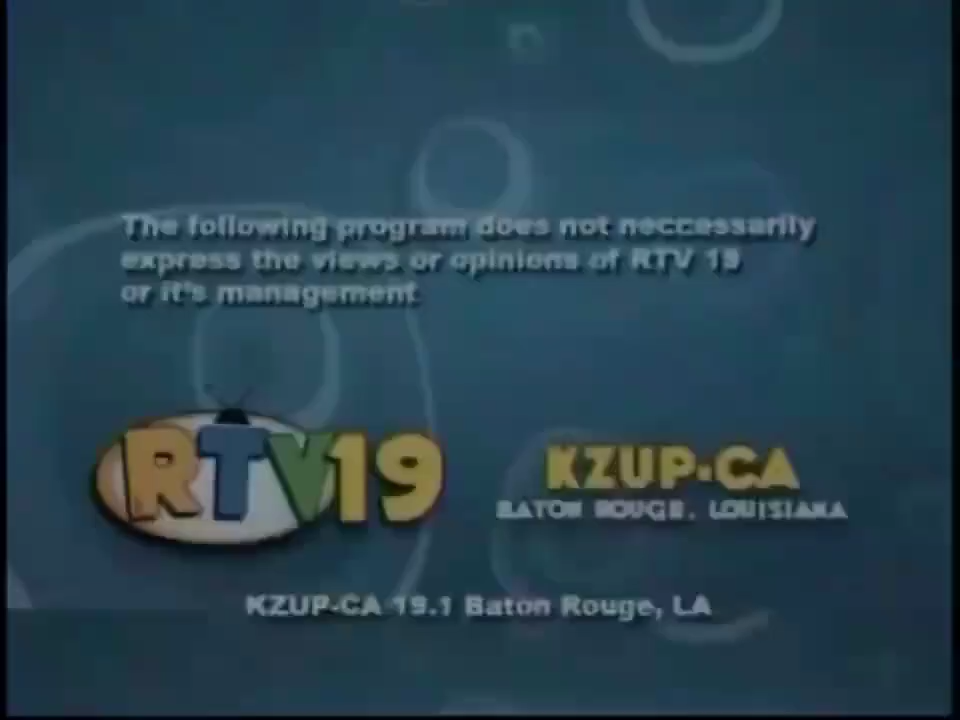 The following program does not neccessarily
express the views or opinions of RTV 19
or it's management
RTV19
KZUP-CA
BATON ROUGE, LOUISIANA
KZUP-CA 19.1 Baton Rouge, LA